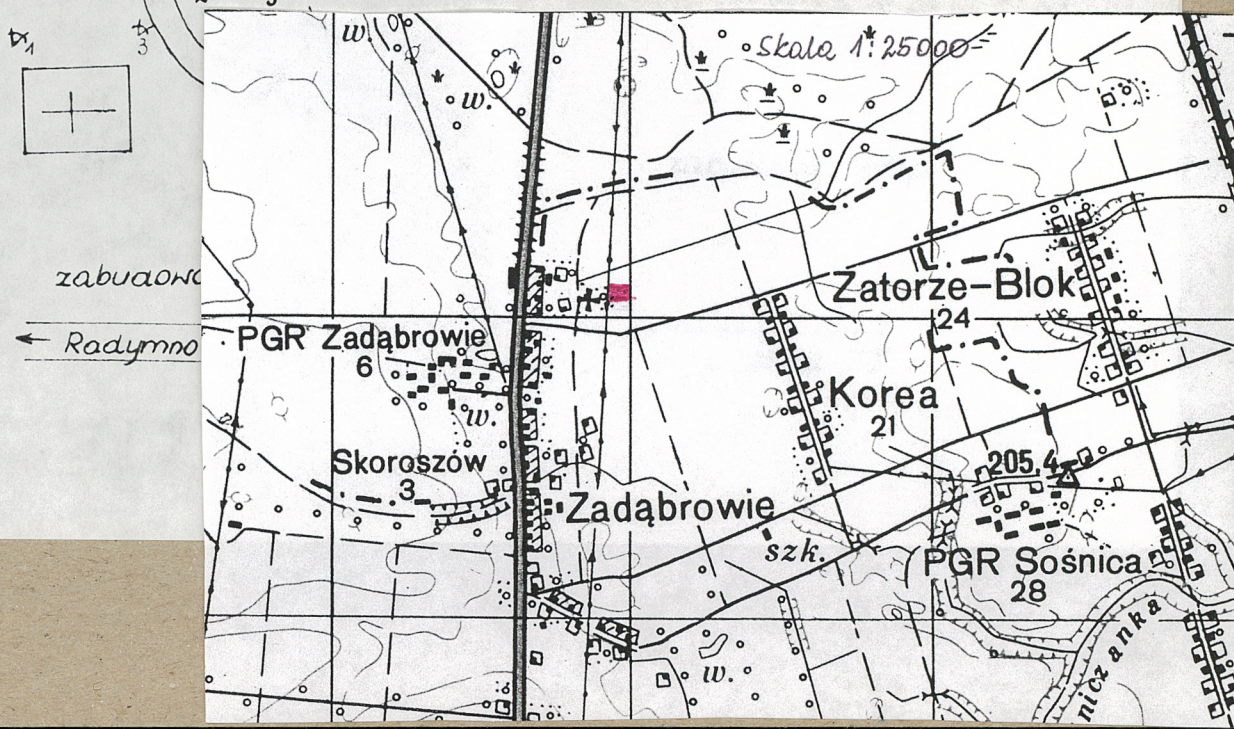 3
w.
Skala 1:25000
w.
zabudowa
Zatorze-Blok
24
← Radymno
PGR Zadąbrowie
6
Korea
21
w.
Skoroszów
3
205,4
Zadąbrowie
szk.
PGR Sośnica
28
w.
niczanka